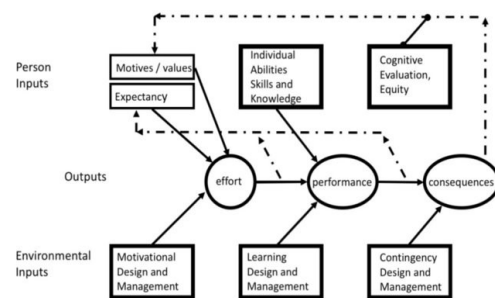 Person
Inputs
Motives / values
Expectancy
Individual
Abilities
Skills and
Knowledge
Cognitive
Evaluation,
Equity
Outputs
effort
performance
consequences
Environmental
Inputs
Motivational
Design and
Management
Learning
Design and
Management
Contingency
Design and
Management